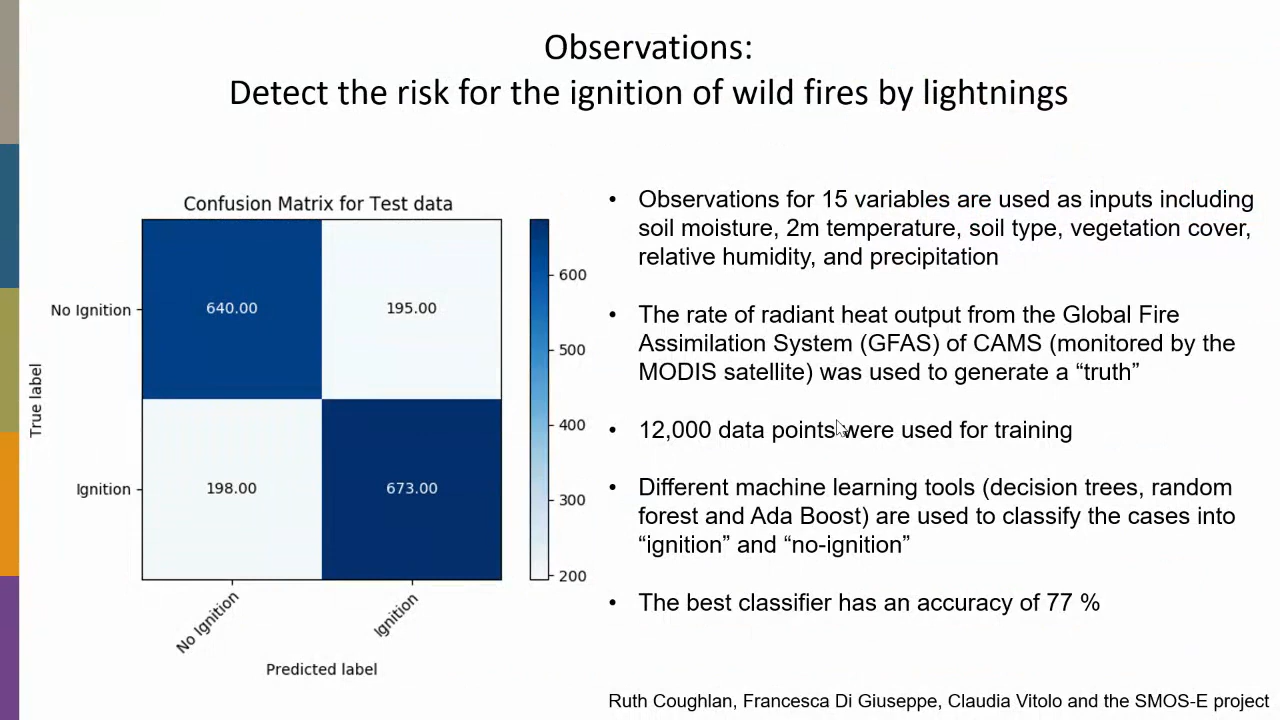 Observations:
Detect the risk for the ignition of wild fires by lightnings
Confusion Matrix for Test data
True label
No Ignition
Ignition
640.00
195.00
198.00
673.00
No Ignition
Ignition
Predicted label
600
500
400
300
200
• Observations for 15 variables are used as inputs including
soil moisture, 2m temperature, soil type, vegetation cover,
relative humidity, and precipitation
• The rate of radiant heat output from the Global Fire
Assimilation System (GFAS) of CAMS (monitored by the
MODIS satellite) was used to generate a “truth”
• 12,000 data points were used for training
• Different machine learning tools (decision trees, random
forest and Ada Boost) are used to classify the cases into
“ignition” and “no-ignition”
• The best classifier has an accuracy of 77 %
Ruth Coughlan, Francesca Di Giuseppe, Claudia Vitolo and the SMOS-E project